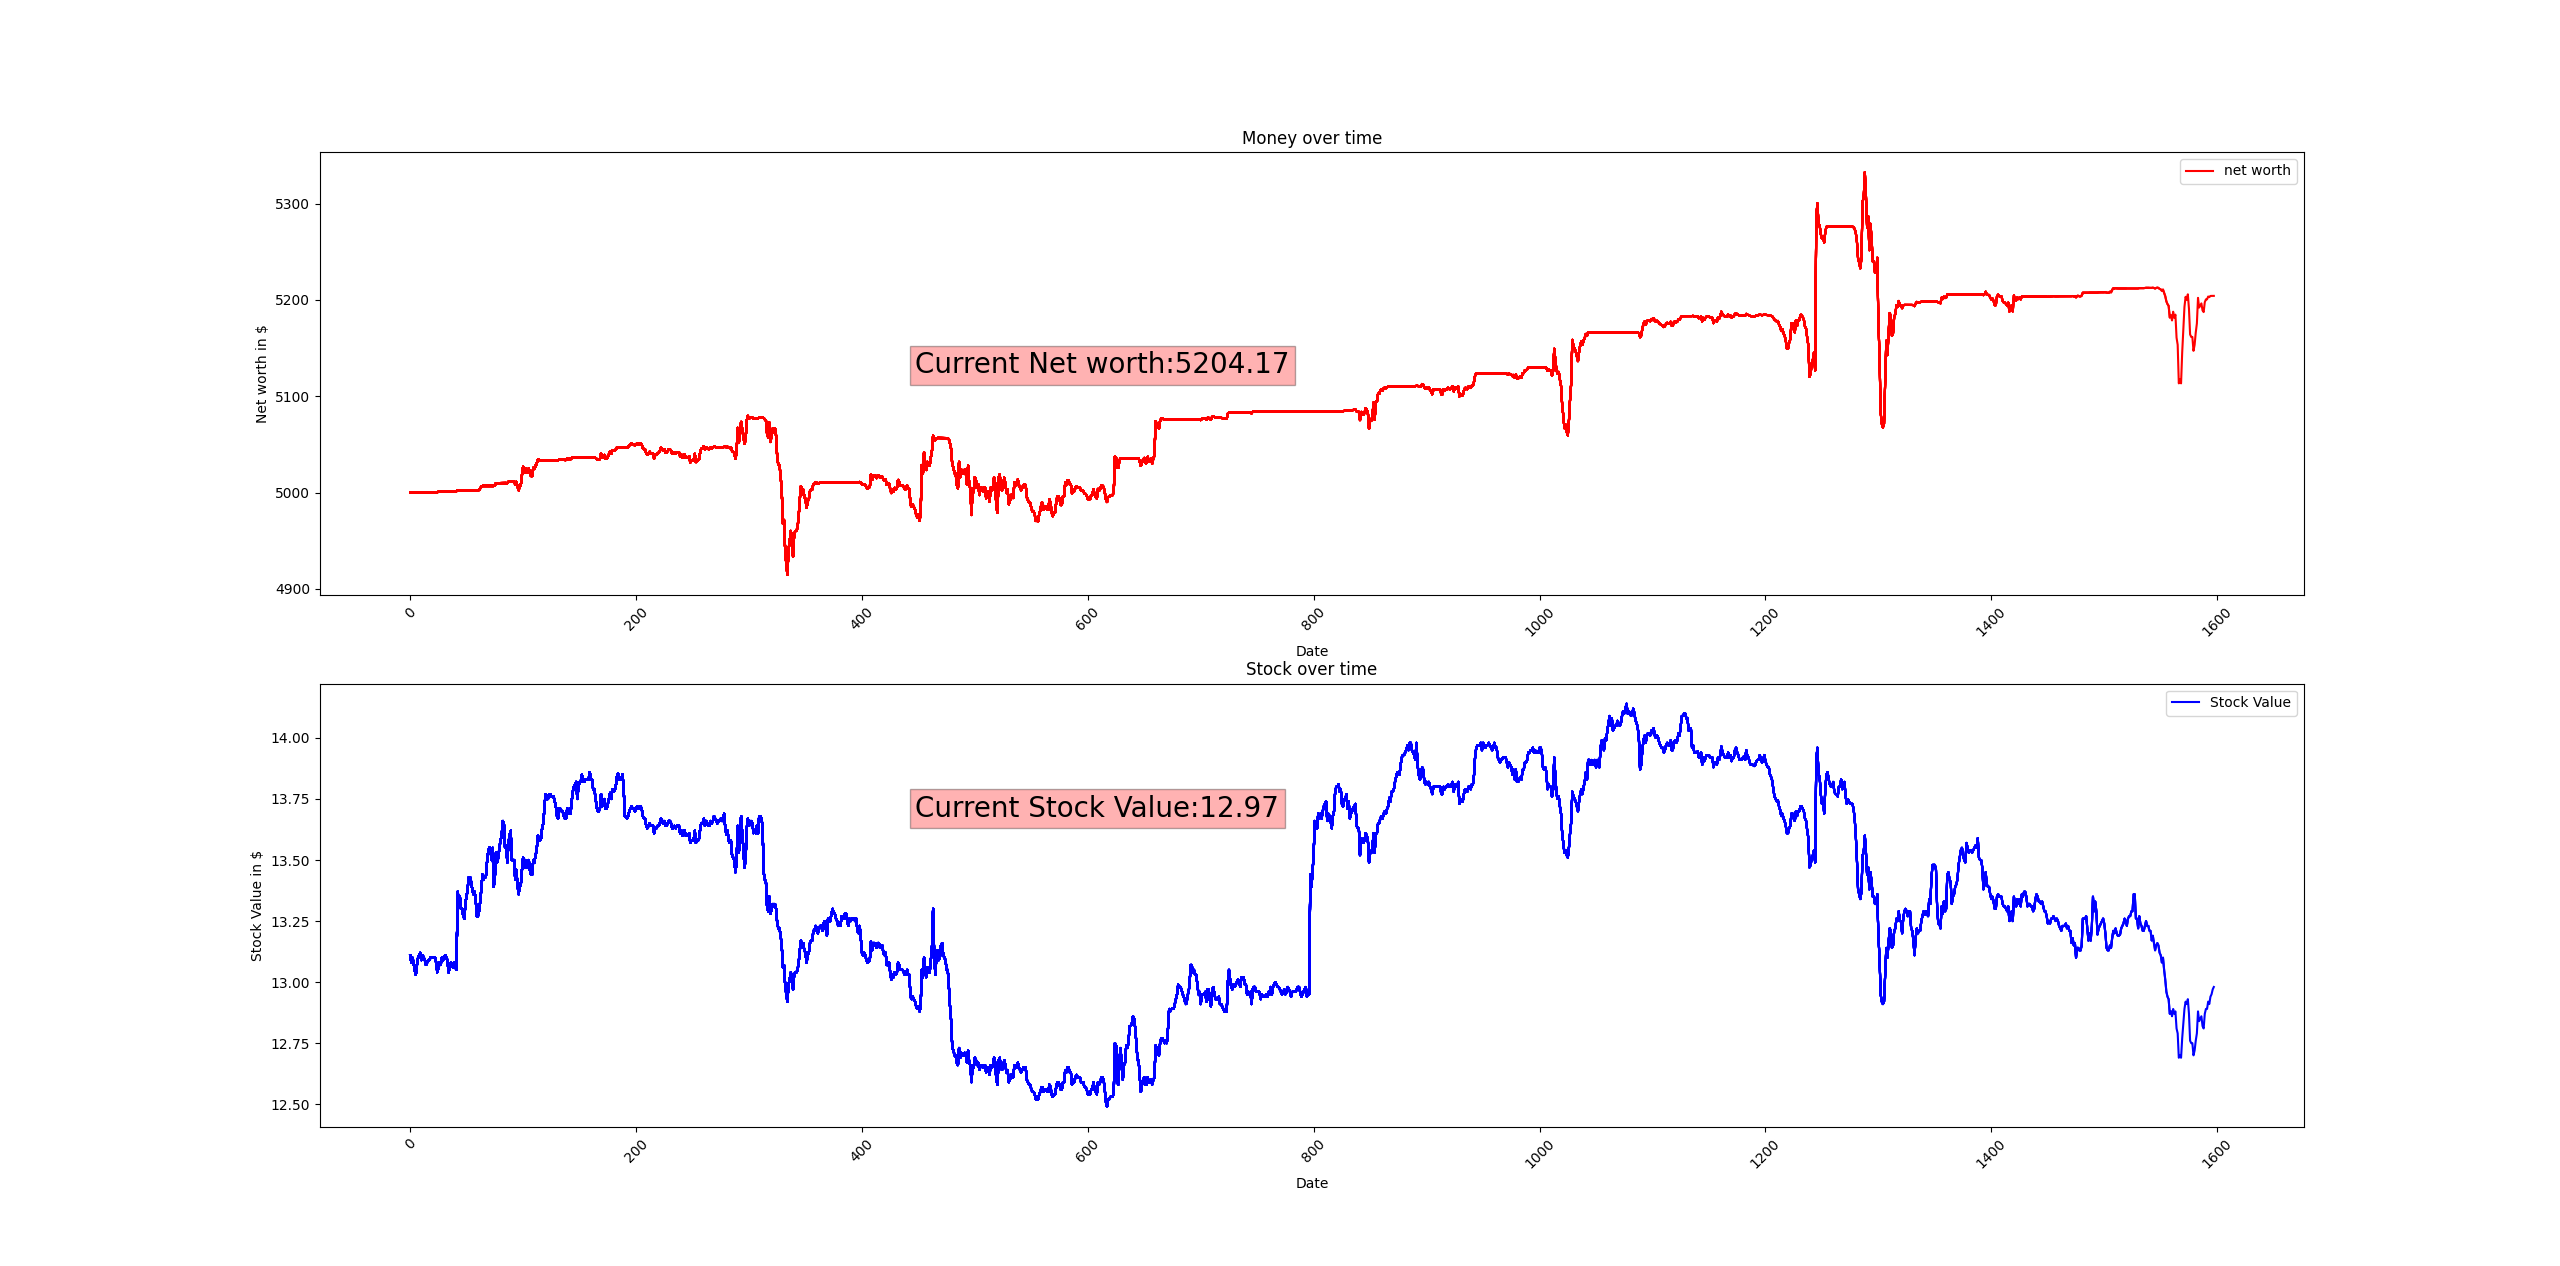 Money over time
net worth
5300
5200
5100
5000
4900
Net worth in $
Current Net worth:5204.17
0 200 400 600 800 1000 1200 1400 1600
Date
Stock over time
Stock Value
14.00
13.75
13.50
13.25
13.00
12.75
12.50
Stock Value in $
Current Stock Value:12.97
0 200 400 600 800 1000 1200 1400 1600
Date